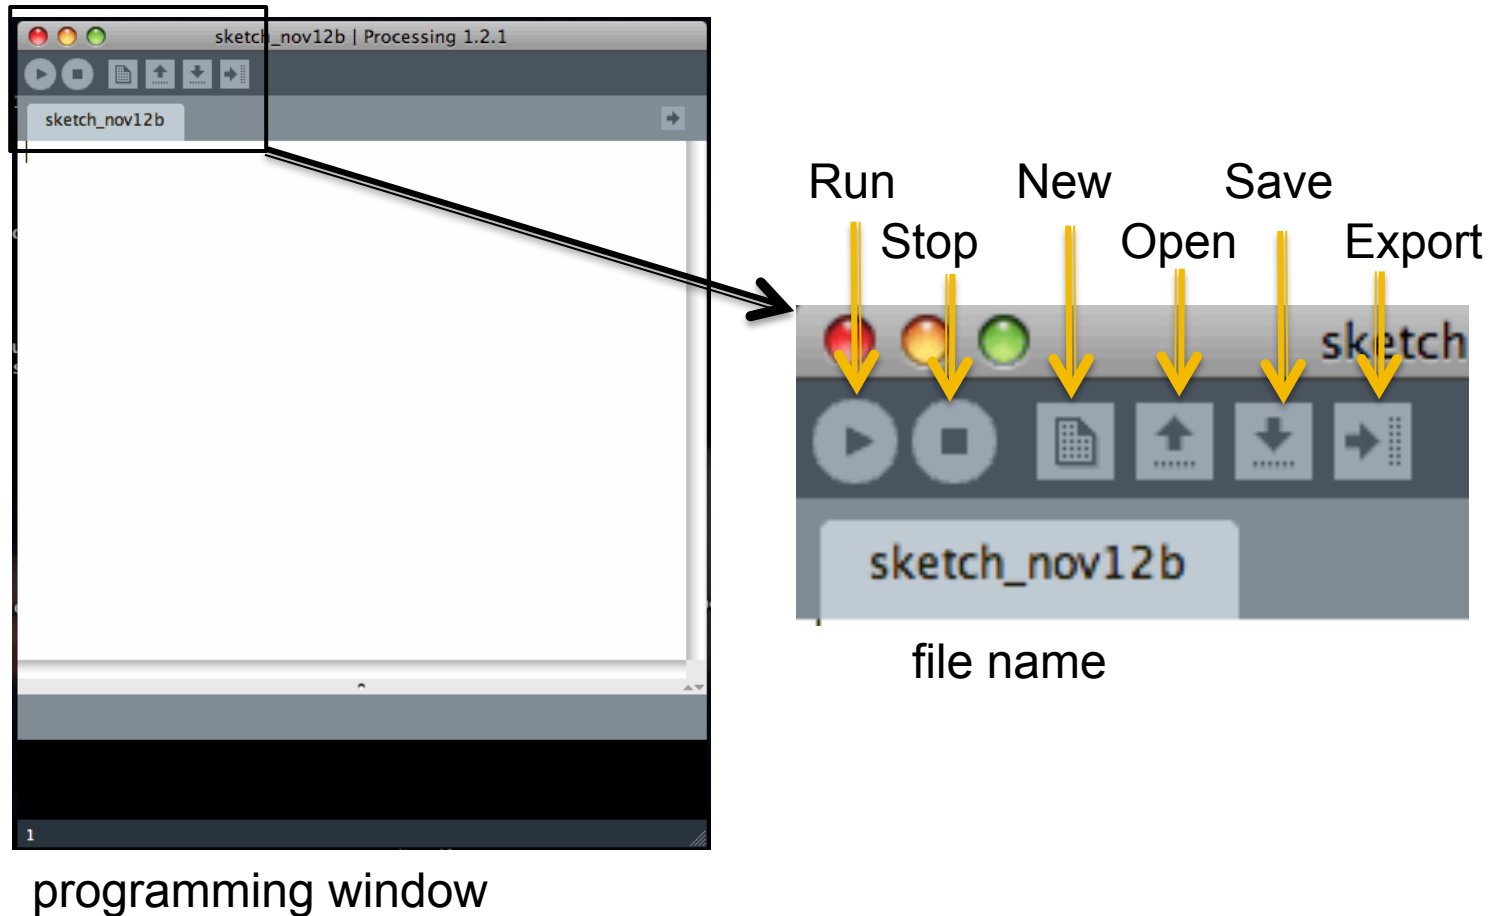 sketch_nov12b | Processing 1.2.1
sketch_nov12b
1
programming window
Run New Save
Stop Open Export
sketch
sketch_nov12b
file name